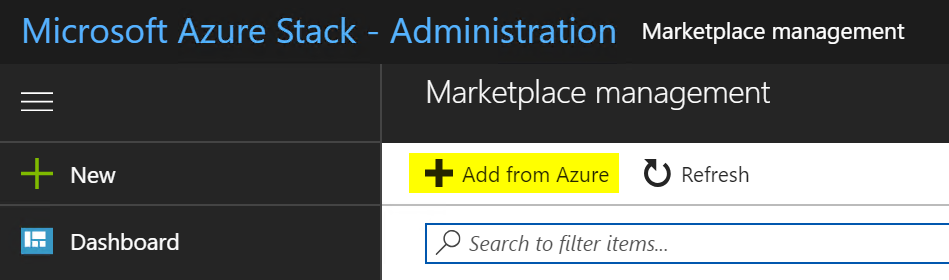 Microsoft Azure Stack - Administration Marketplace management
Marketplace management
New
Add from Azure Refresh
Dashboard
Search to filter items...